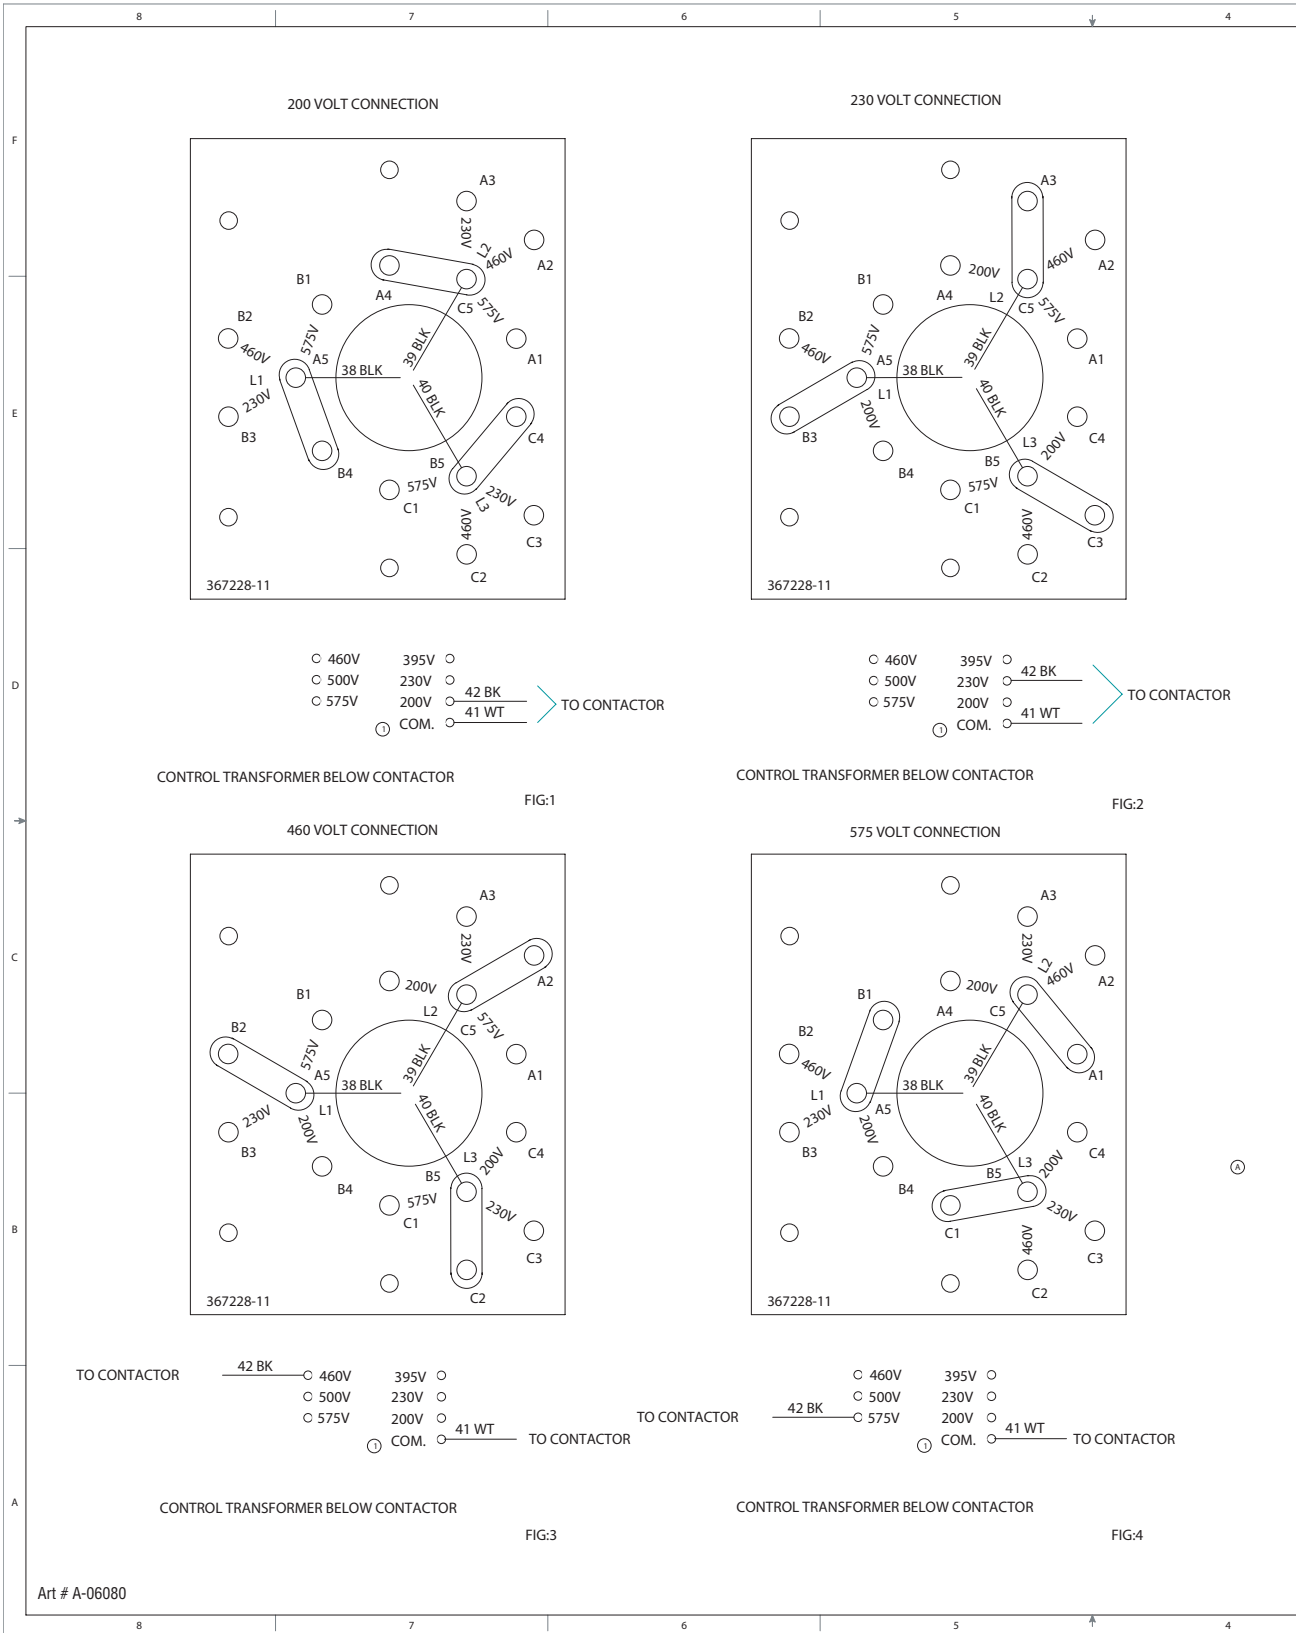 8 7 6 5 4
F
E
D
C
B
A
200 VOLT CONNECTION
A3
230V
L2
460V
A2
B1
A4
C5
575V
B2
460V
575V
A5
39 BLK
A1
L1
38 BLK
230V
40 BLK
B3
C4
B4
B5
575V
C1
L3
230V
460V
C3
C2
367228-11
460V 395V
500V 230V
575V 200V 42 BK
1 COM. 41 WT
TO CONTACTOR
CONTROL TRANSFORMER BELOW CONTACTOR
FIG:1
230 VOLT CONNECTION
A3
460V
A2
200V
B1
A4
L2
C5
575V
B2
460V
575V
A5
39 BLK
A1
38 BLK
L1
200V
40 BLK
B3
C4
L3
200V
B4
B5
575V
C1
460V
C3
C2
367228-11
460V 395V
500V 230V 42 BK
575V 200V
1 COM. 41 WT
TO CONTACTOR
CONTROL TRANSFORMER BELOW CONTACTOR
FIG:2
460 VOLT CONNECTION
A3
230V
A2
200V
B1
L2
C5
575V
B2
575V
A5
39 BLK
A1
38 BLK
L1
230V
200V
40 BLK
B3
C4
L3
200V
B4
B5
575V
C1
230V
C3
C2
367228-11
TO CONTACTOR 42 BK 460V 395V
500V 230V
575V 200V
1 COM. 41 WT TO CONTACTOR
CONTROL TRANSFORMER BELOW CONTACTOR
FIG:3
575 VOLT CONNECTION
A3
230V
L2
460V
A2
200V
B1
A4
C5
B2
460V
39 BLK
A1
L1
38 BLK
230V
A5
200V
40 BLK
B3
C4
L3
200V
B4
B5
C1
230V
460V
C3
C2
367228-11
460V 395V
500V 230V
TO CONTACTOR 42 BK 575V 200V
1 COM. 41 WT TO CONTACTOR
CONTROL TRANSFORMER BELOW CONTACTOR
FIG:4
A
Art # A-06080
8 7 6 5 4